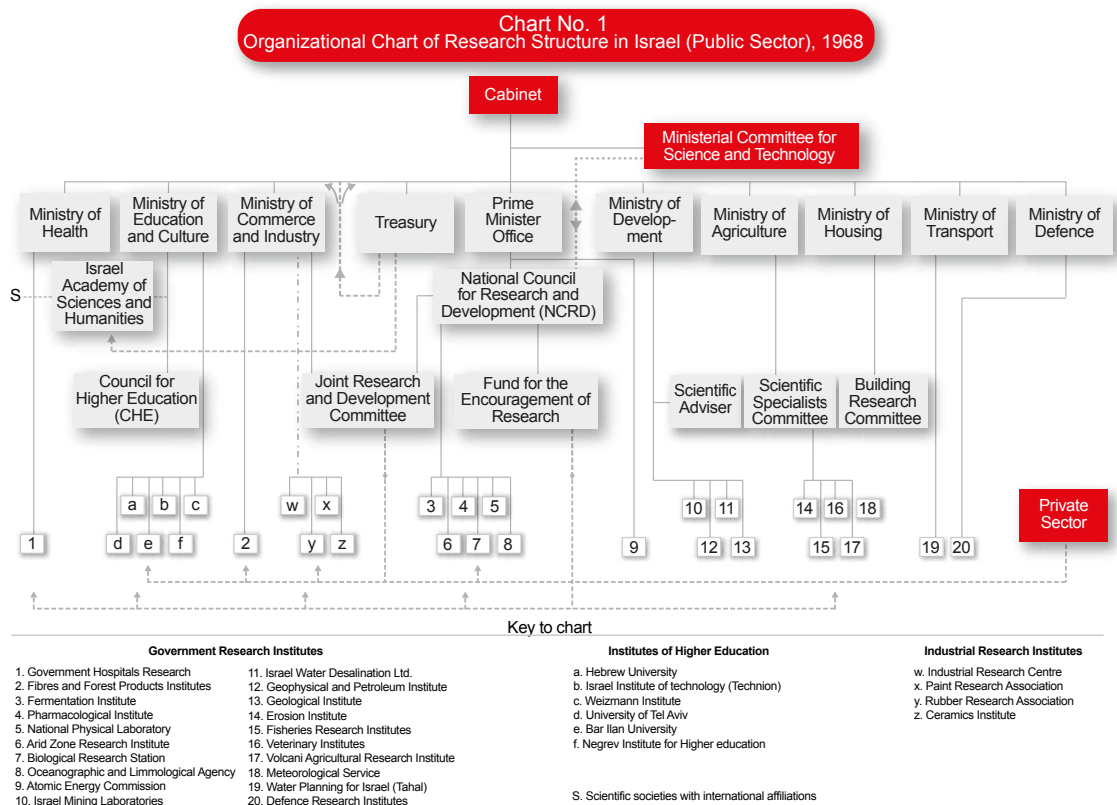 Chart No. 1
Organizational Chart of Research Structure in Israel (Public Sector), 1968
Cabinet
Ministerial Committee for
Science and Technology
Ministry of
Health
Ministry of
Education
and Culture
Ministry of
Commerce
and Industry
Treasury
Prime
Minister
Office
Ministry of
Develop-
ment
Ministry of
Agriculture
Ministry of
Housing
Ministry of
Transport
Ministry of
Defence
S
Israel
Academy of
Sciences and
Humanities
National Council
for Research and
Development (NCRD)
Council for
Higher Education
(CHE)
Joint Research
and Development
Committee
Fund for the
Encouragement of
Research
Scientific
Adviser
Scientific
Specialists
Committee
Building
Research
Committee
a
b
c
w
x
3
4
5
10
11
14
16
18
Private
Sector
1
d
e
f
2
y
z
6
7
8
9
12
13
15
17
19
20
Key to chart
Government Research Institutes
1. Government Hospitals Research
2. Fibres and Forest Products Institutes
3. Fermentation Institute
4. Pharmacological Institute
5. National Physical Laboratory
6. Arid Zone Research Institute
7. Biological Research Station
8. Oceanographic and Limmological Agency
9. Atomic Energy Commission
10. Israel Mining Laboratories
11. Israel Water Desalination Ltd.
12. Geophysical and Petroleum Institute
13. Geological Institute
14. Erosion Institute
15. Fisheries Research Institutes
16. Veterinary Institutes
17. Volcani Agricultural Research Institute
18. Meteorological Service
19. Water Planning for Israel (Tahal)
20. Defence Research Institutes
Institutes of Higher Education
a. Hebrew University
b. Israel Institute of technology (Technion)
c. Weizmann Institute
d. University of Tel Aviv
e. Bar Ilan University
f. Negrev Institute for Higher education
S. Scientific societies with international affiliations
Industrial Research Institutes
w. Industrial Research Centre
x. Paint Research Association
y. Rubber Research Association
z. Ceramics Institute